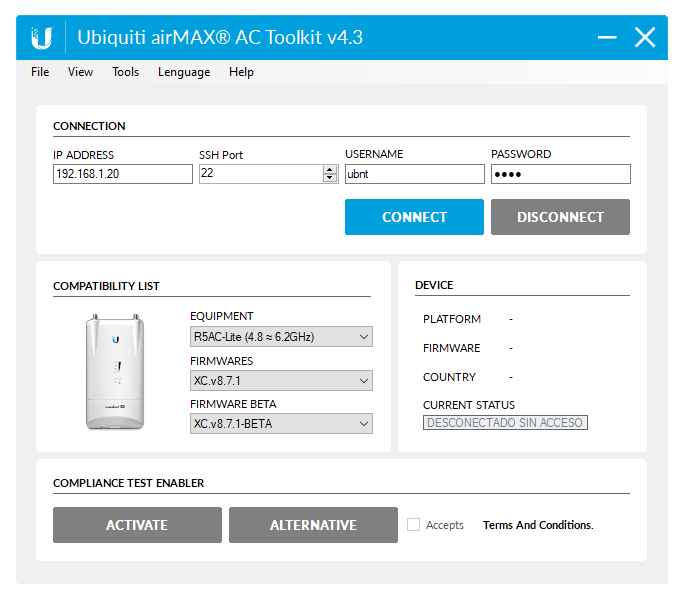 Ubiquiti airMAX® AC Toolkit v4.3
File View Tools Lenguage Help
CONNECTION
IP ADDRESS SSH Port USERNAME PASSWORD
192.168.1.20 22 ubnt ●●●●
CONNECT DISCONNECT
COMPATIBILITY LIST
EQUIPMENT
R5AC-Lite (4.8 ≈ 6.2GHz)
FIRMWARES
XC.v8.7.1
FIRMWARE BETA
XC.v8.7.1-BETA
DEVICE
PLATFORM -
FIRMWARE -
COUNTRY -
CURRENT STATUS
DESCONECTADO SIN ACCESO
COMPLIANCE TEST ENABLER
ACTIVATE ALTERNATIVE Accepts Terms And Conditions.